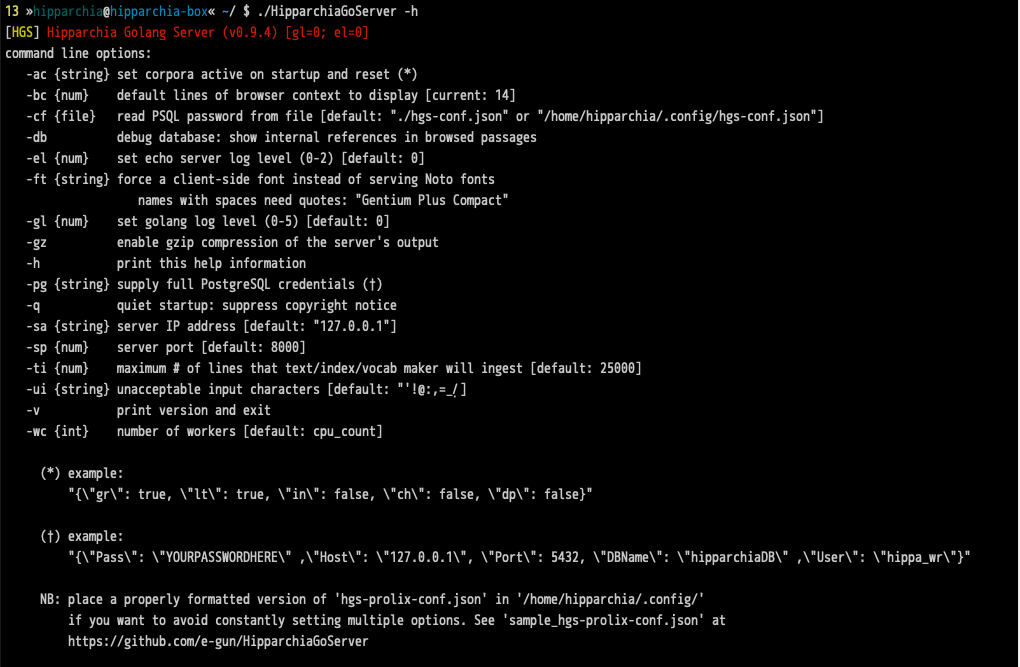 13 »hipparchia@hipparchia-box« ~/ $ ./HipparchiaGoServer -h
[HGS] Hipparchia Golang Server (v0.9.4) [gl=0; el=0]
command line options:
   -ac {string} set corpora active on startup and reset (*)
   -bc {num}    default lines of browser context to display [current: 14]
   -cf {file}   read PSQL password from file [default: "./hgs-conf.json" or "/home/hipparchia/.config/hgs-conf.json"]
   -db          debug database: show internal references in browsed passages
   -el {num}    set echo server log level (0-2) [default: 0]
   -ft {string} force a client-side font instead of serving Noto fonts
                   names with spaces need quotes: "Gentium Plus Compact"
   -gl {num}    set golang log level (0-5) [default: 0]
   -gz          enable gzip compression of the server's output
   -h           print this help information
   -pg {string} supply full PostgreSQL credentials (†)
   -q           quiet startup: suppress copyright notice
   -sa {string} server IP address [default: "127.0.0.1"]
   -sp {num}    server port [default: 8000]
   -ti {num}    maximum # of lines that text/index/vocab maker will ingest [default: 25000]
   -ui {string} unacceptable input characters [default: "'!@:,=_/]
   -v           print version and exit
   -wc {int}    number of workers [default: cpu_count]

     (*) example:
         "{\"gr\": true, \"lt\": true, \"in\": false, \"ch\": false, \"dp\": false}"

     (†) example:
         "{\"Pass\": \"YOURPASSWORDHERE\" ,\"Host\": \"127.0.0.1\", \"Port\": 5432, \"DBName\": \"hipparchiaDB\" ,\"User\": \"hippa_wr\"}"

     NB: place a properly formatted version of 'hgs-prolix-conf.json' in '/home/hipparchia/.config/'
         if you want to avoid constantly setting multiple options. See 'sample_hgs-prolix-conf.json' at
         https://github.com/e-gun/HipparchiaGoServer